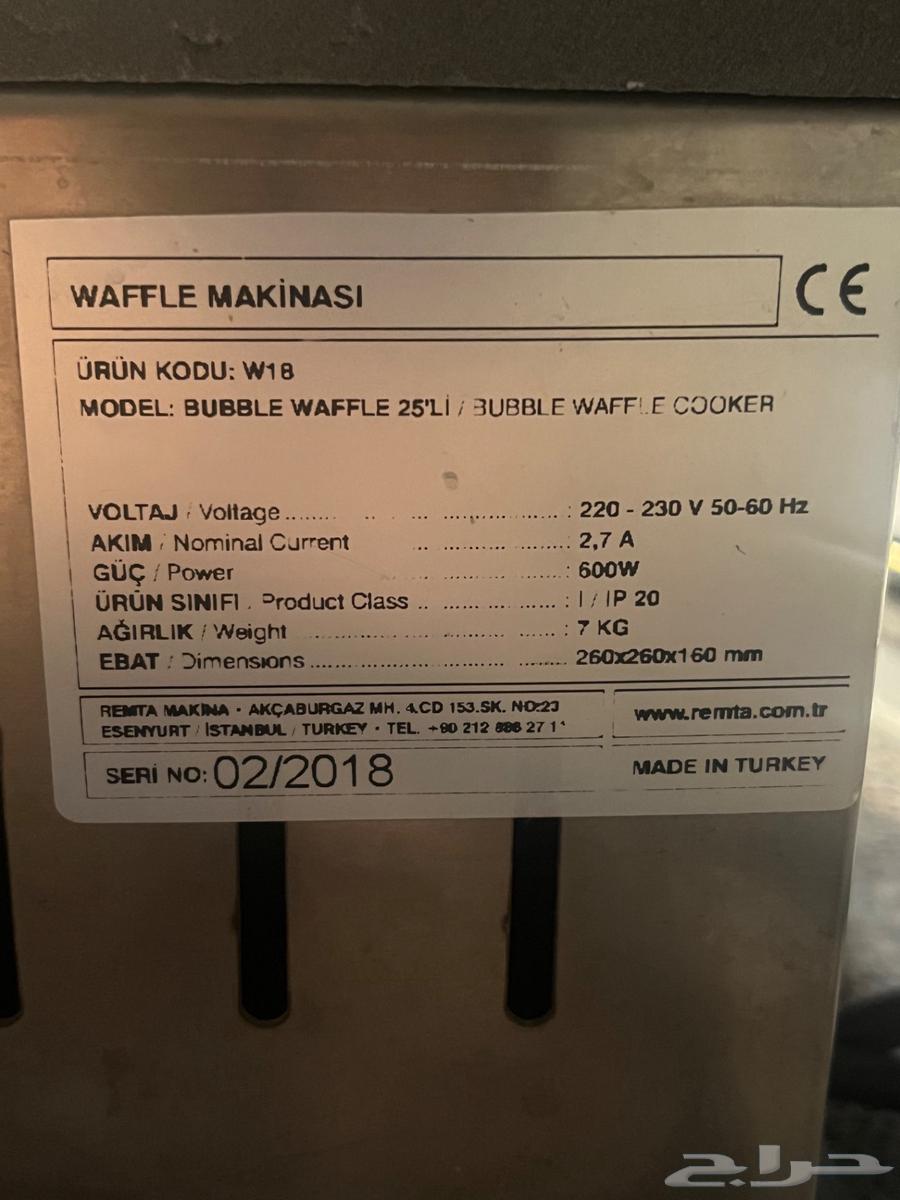 WAFFLE MAKİNASI
CE
ÜRÜN KODU: W18
MODEL: BUBBLE WAFFLE 25'Lİ / BUBBLE WAFFLE COOKER
VOLTAJ / Voltage ........ : 220 - 230 V 50-60 Hz
AKIM / Nominal Current ........ : 2,7 A
GÜÇ / Power ........ : 600W
ÜRÜN SINIFI / Product Class ........ : I / IP 20
AĞIRLIK / Weight ........ : 7 KG
EBAT / Dimensions ........ 260x260x160 mm
REMTA MAKİNA • AKÇABURGAZ MH. 4.CD 153.SK. NO:23
ESENYURT / İSTANBUL / TURKEY • TEL. +90 212 886 27 11
www.remta.com.tr
SERİ NO: 02/2018
MADE IN TURKEY
حراج